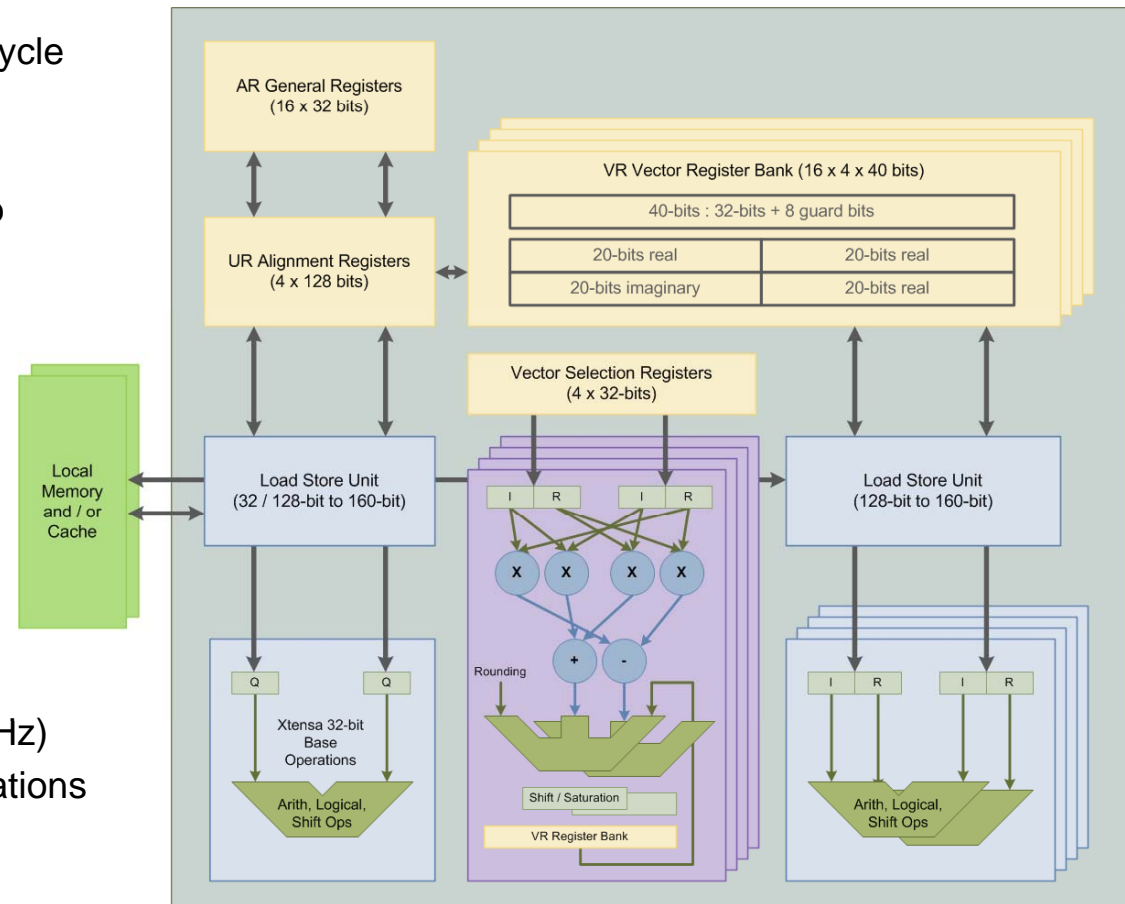 ycle
o
Hz)
ations
AR General Registers
(16 x 32 bits)
VR Vector Register Bank (16 x 4 x 40 bits)
40-bits : 32-bits + 8 guard bits
20-bits real
20-bits real
20-bits imaginary
20-bits real
UR Alignment Registers
(4 x 128 bits)
Vector Selection Registers
(4 x 32-bits)
Local
Memory
and / or
Cache
Load Store Unit
(32 / 128-bit to 160-bit)
I R I R
X X X X
+ -
Rounding
Shift / Saturation
VR Register Bank
Load Store Unit
(128-bit to 160-bit)
Q Q
Xtensa 32-bit
Base
Operations
Arith, Logical,
Shift Ops
I R I R
Arith, Logical,
Shift Ops